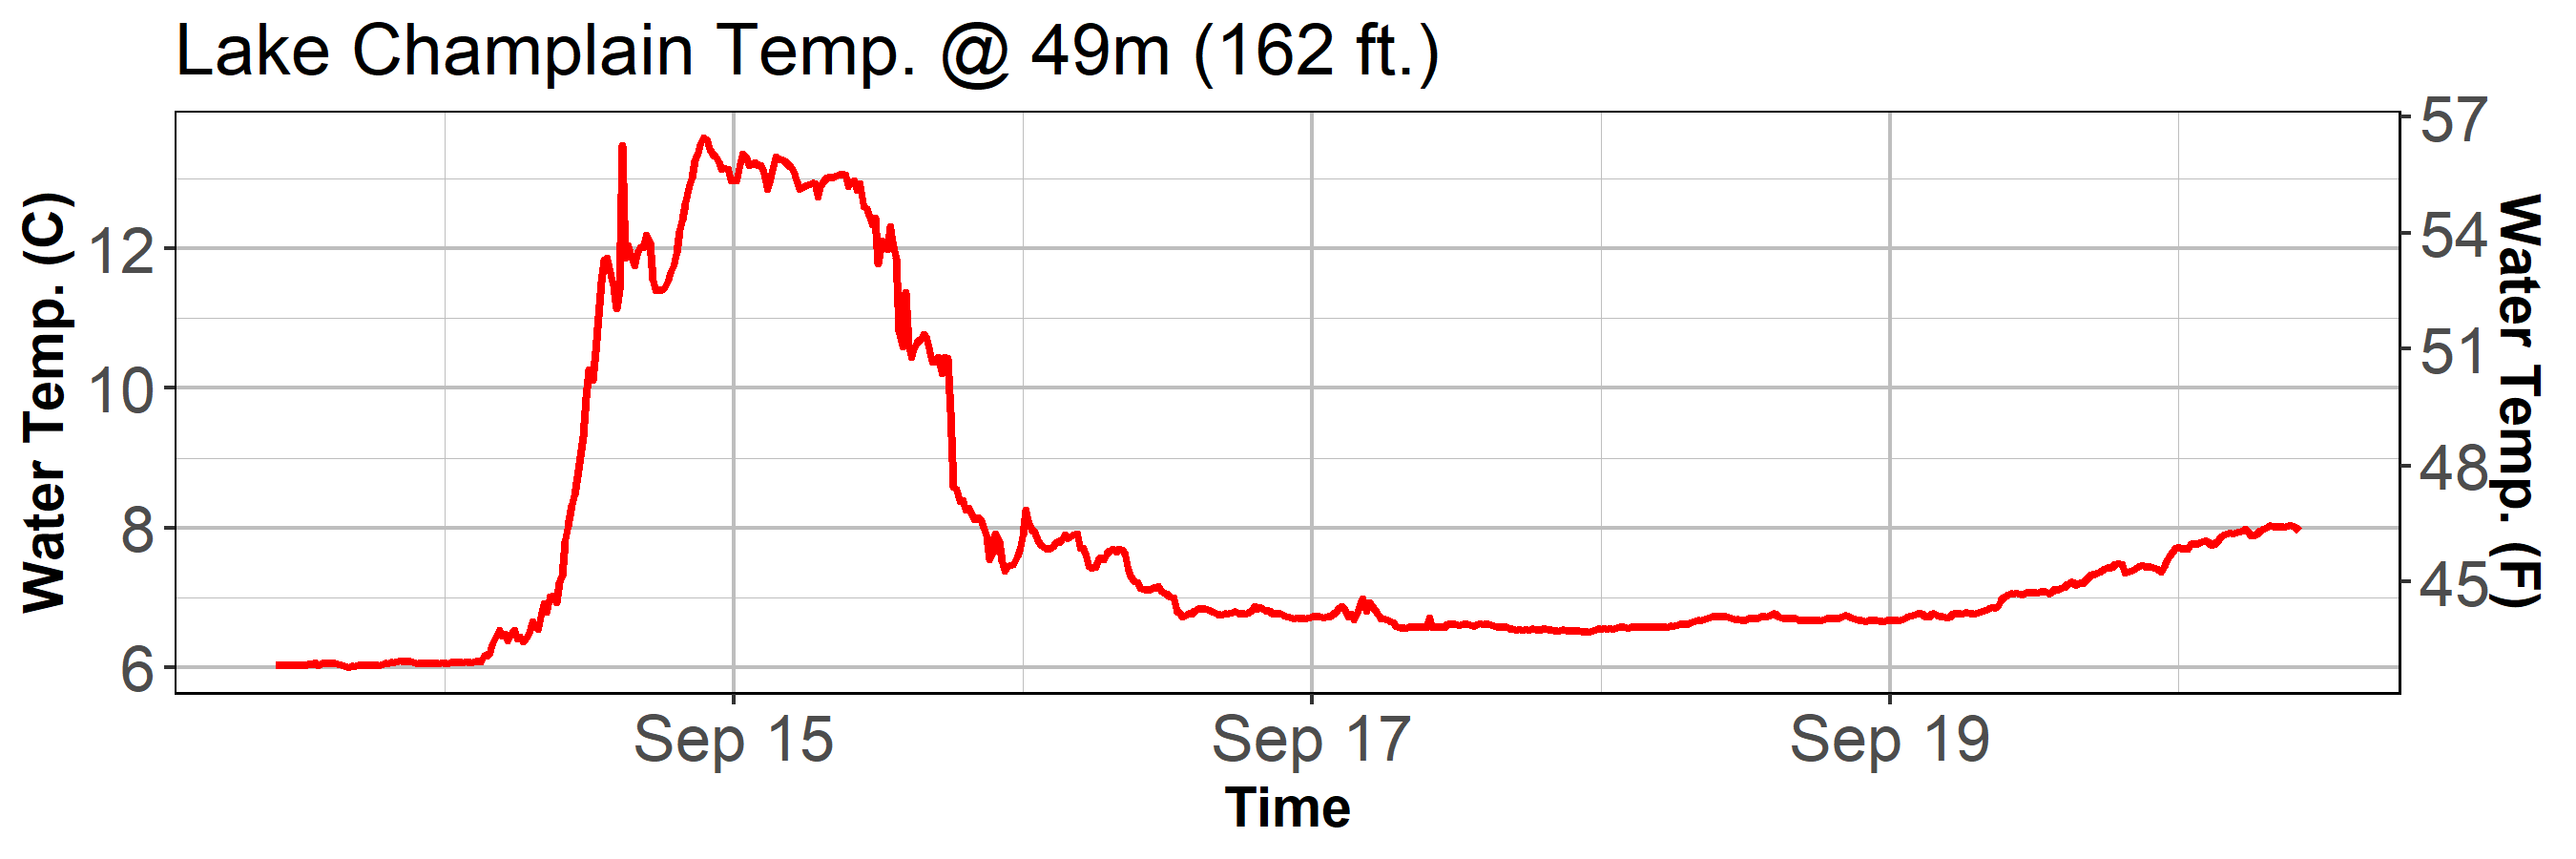 Lake Champlain Temp. @ 49m (162 ft.)
Water Temp. (C)
12
10
8
6
57
54
51
48
45
Water Temp. (F)
Sep 15
Sep 17
Sep 19
Time